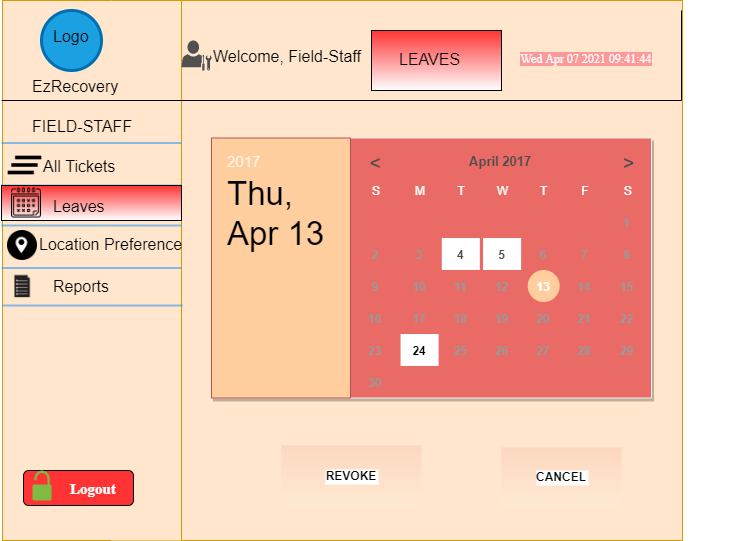 Logo
EzRecovery
Welcome, Field-Staff
LEAVES
Wed Apr 07 2021 09:41:44
FIELD-STAFF
All Tickets
Leaves
Location Preference
Reports
Logout
2017
Thu,
Apr 13
< April 2017 >
S M T W T F S
1
2 3 4 5 6 7 8
9 10 11 12 13 14 15
16 17 18 19 20 21 22
23 24 25 26 27 28 29
30
REVOKE
CANCEL